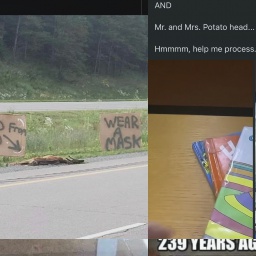 WEAR
A
MASK
AND
Mr. and Mrs. Potato head...
Hmmmm, help me process.
239 YEARS AG